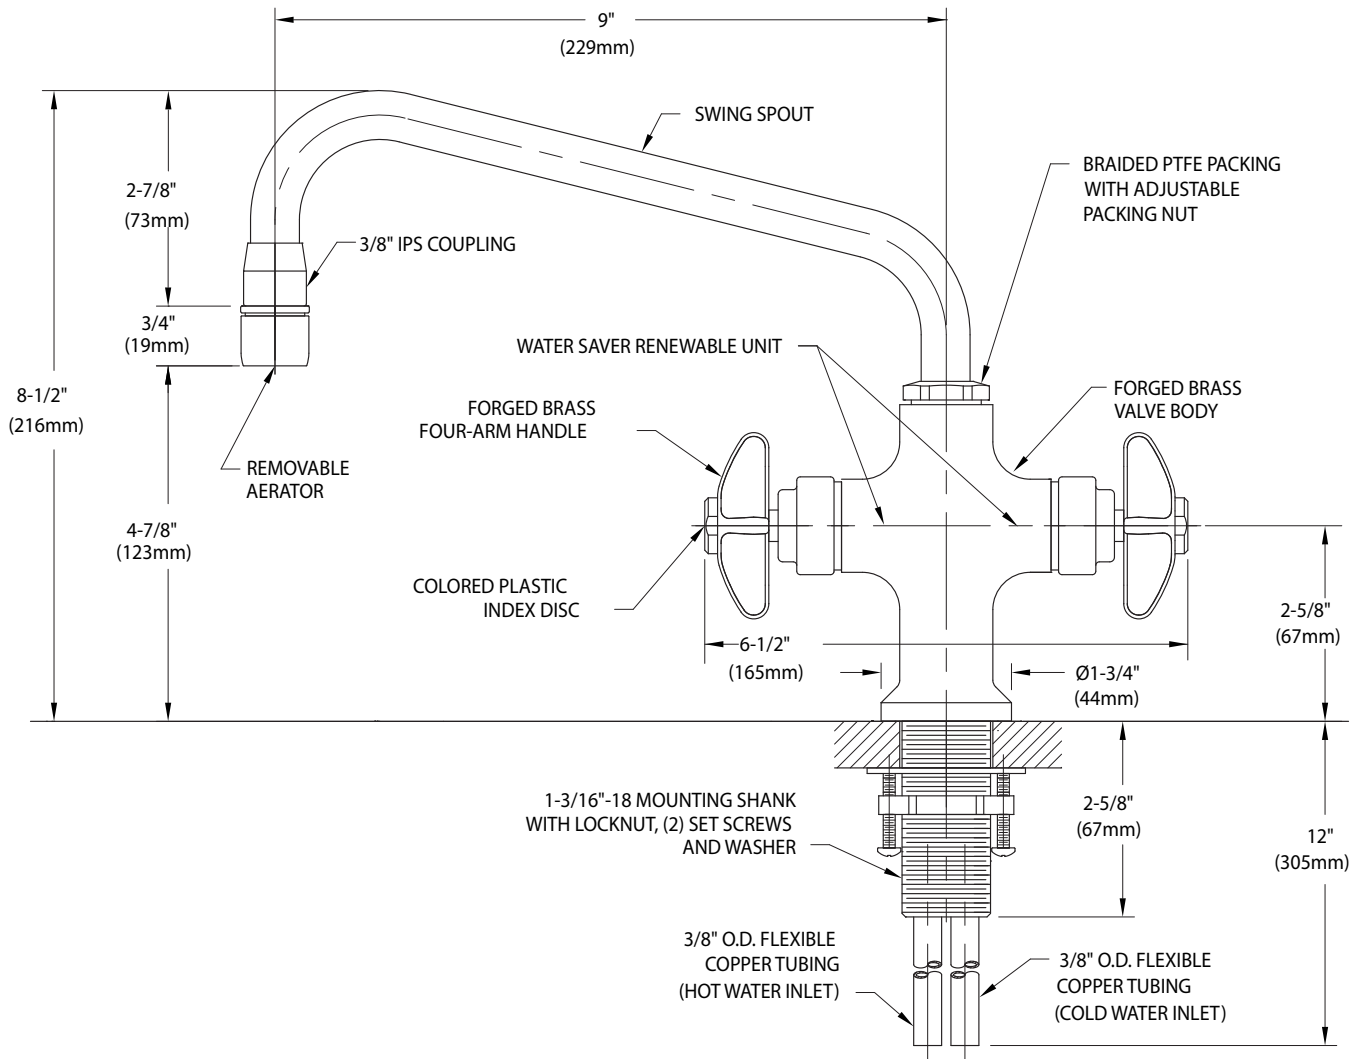 9"
(229mm)
SWING SPOUT
BRAIDED PTFE PACKING
WITH ADJUSTABLE
PACKING NUT
2-7/8"
(73mm)
3/8" IPS COUPLING
3/4"
(19mm)
WATER SAVER RENEWABLE UNIT
8-1/2"
(216mm)
FORGED BRASS
FOUR-ARM HANDLE
FORGED BRASS
VALVE BODY
REMOVABLE
AERATOR
4-7/8"
(123mm)
COLORED PLASTIC
INDEX DISC
2-5/8"
(67mm)
6-1/2"
(165mm)
Ø1-3/4"
(44mm)
1-3/16"-18 MOUNTING SHANK
WITH LOCKNUT, (2) SET SCREWS
AND WASHER
2-5/8"
(67mm)
12"
(305mm)
3/8" O.D. FLEXIBLE
COPPER TUBING
(HOT WATER INLET)
3/8" O.D. FLEXIBLE
COPPER TUBING
(COLD WATER INLET)